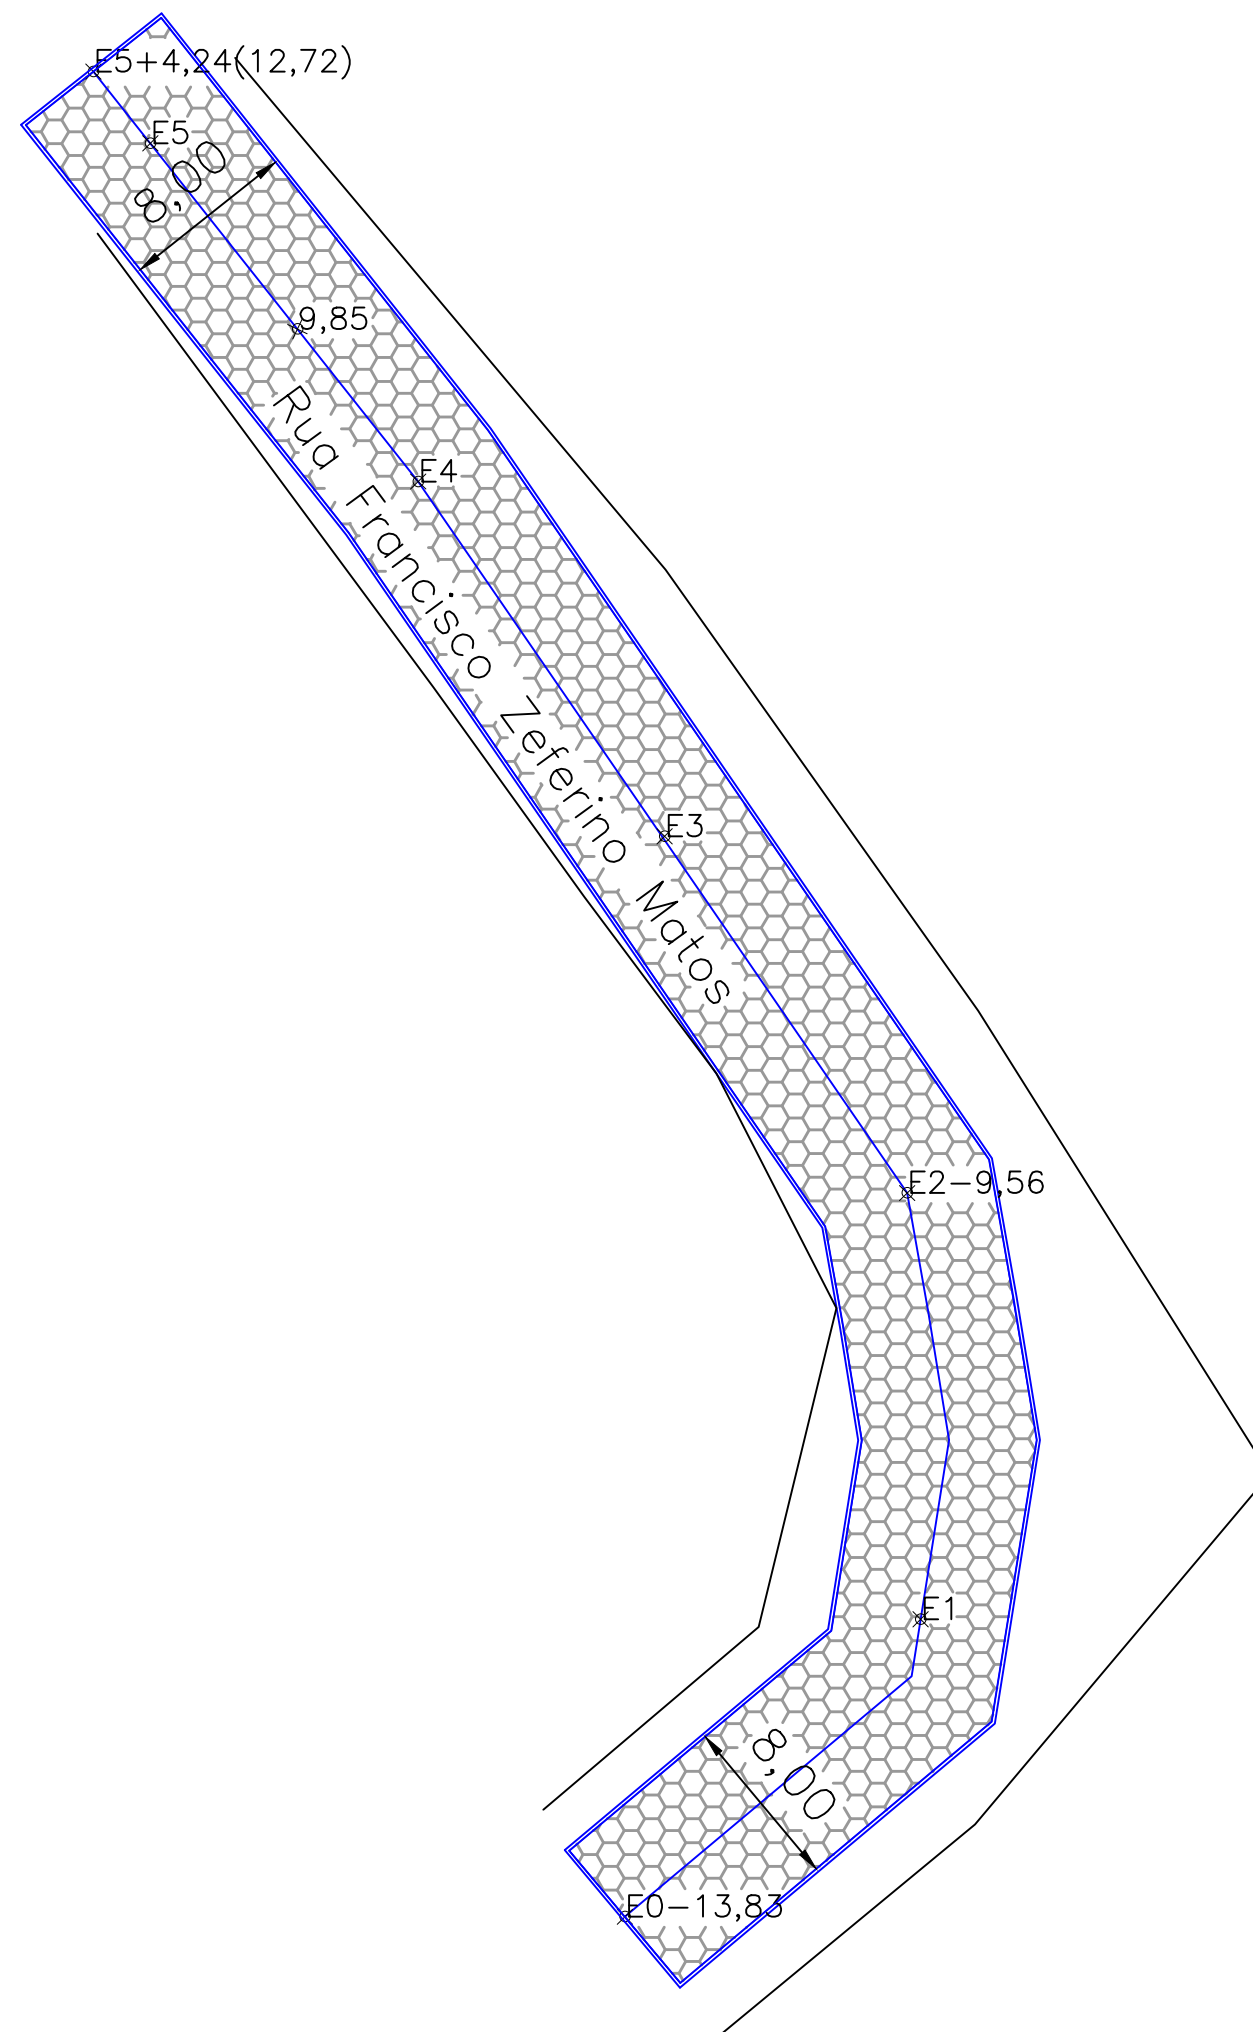 E5+4,24(12,72)
E5
8,00
9,85
E4
Rua Francisco Zeferino Matos
E3
E2-9,56
E1
8,00
E0-13,83